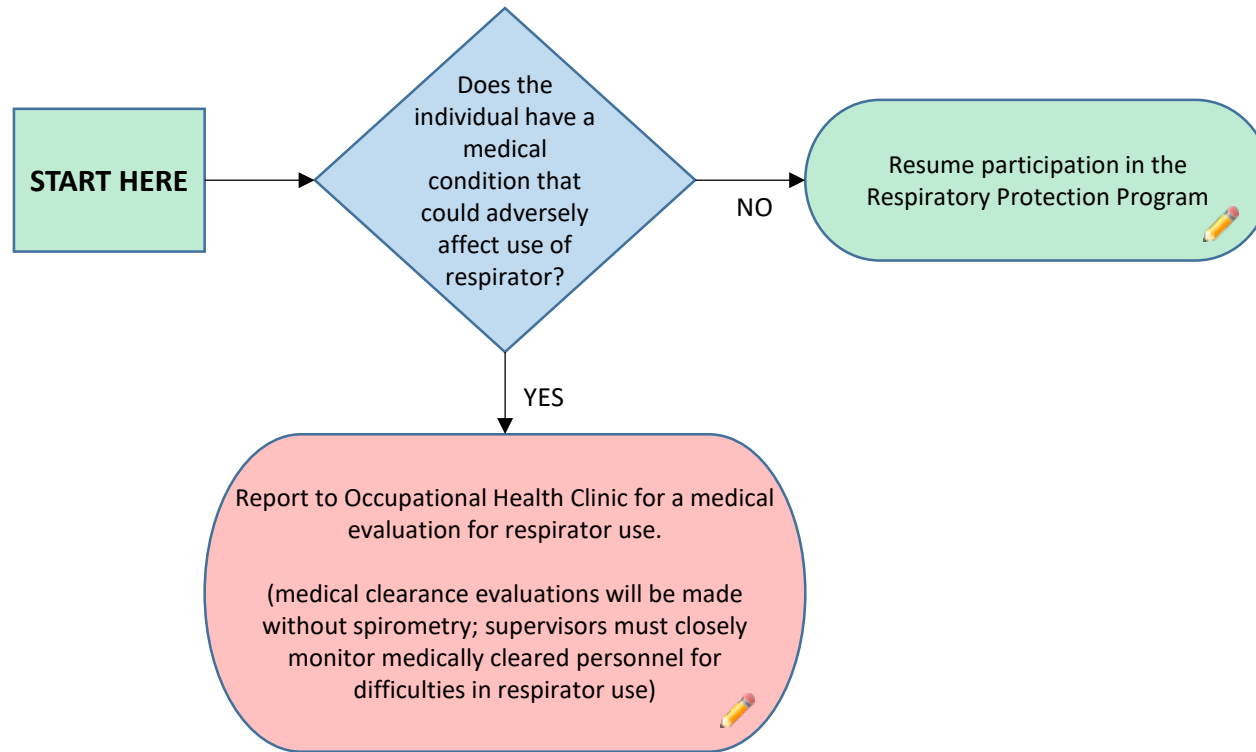 START HERE
Does the
individual have a
medical
condition that
could adversely
affect use of
respirator?
NO
Resume participation in the
Respiratory Protection Program
YES
Report to Occupational Health Clinic for a medical
evaluation for respirator use.
(medical clearance evaluations will be made
without spirometry; supervisors must closely
monitor medically cleared personnel for
difficulties in respirator use)